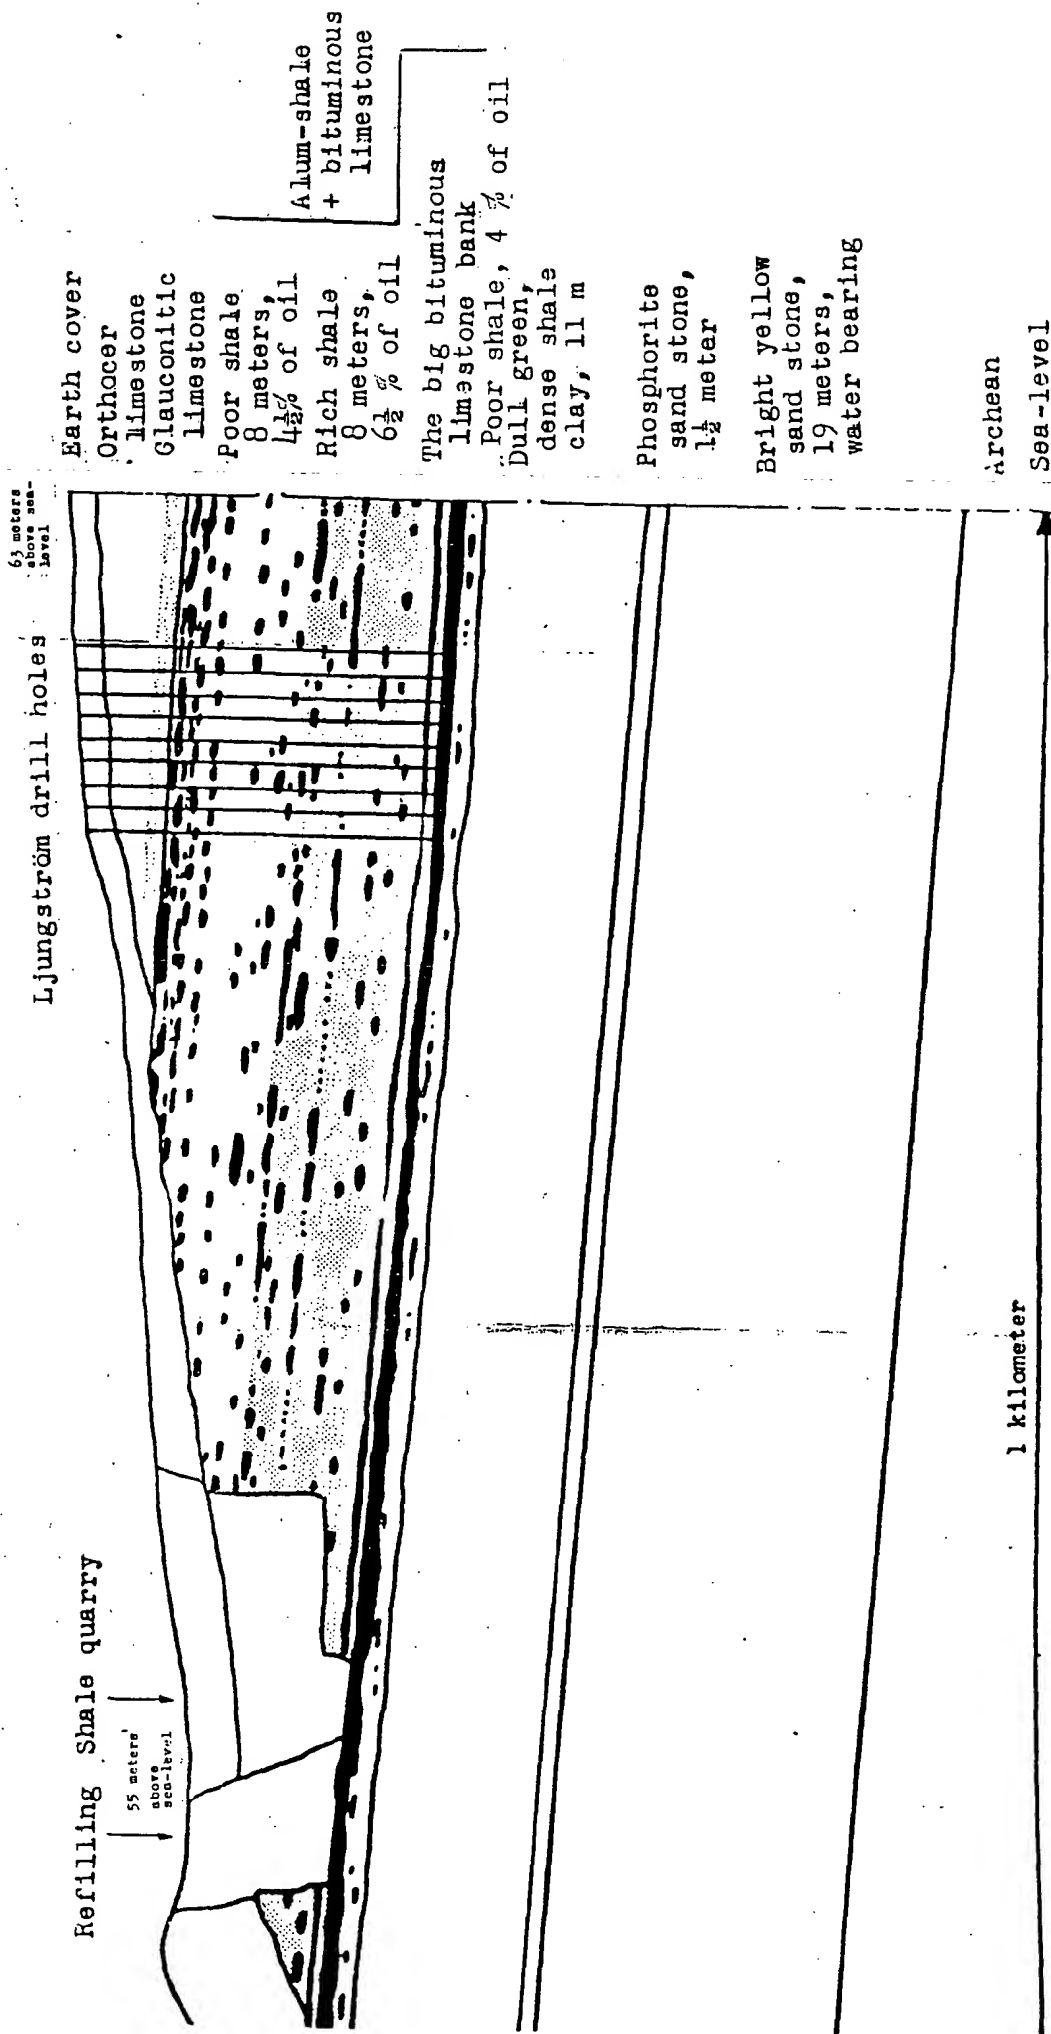 Refilling Shale quarry
55 meters
above
sea-level
Ljungström drill holes
63 meters
above sea-
level
Earth cover
Orthocer
limestone
Glauconitic
limestone
Poor shale
8 meters,
4½% of oil
Rich shale
8 meters,
6½ % of oil
Alum-shale
+ bituminous
limestone
The big bituminous
limestone bank
Poor shale, 4 % of oil
Dull green,
dense shale
clay, 11 m
Phosphorite
sand stone,
1½ meter
Bright yellow
sand stone,
19 meters,
water bearing
Archean
Sea-level
1 kilometer